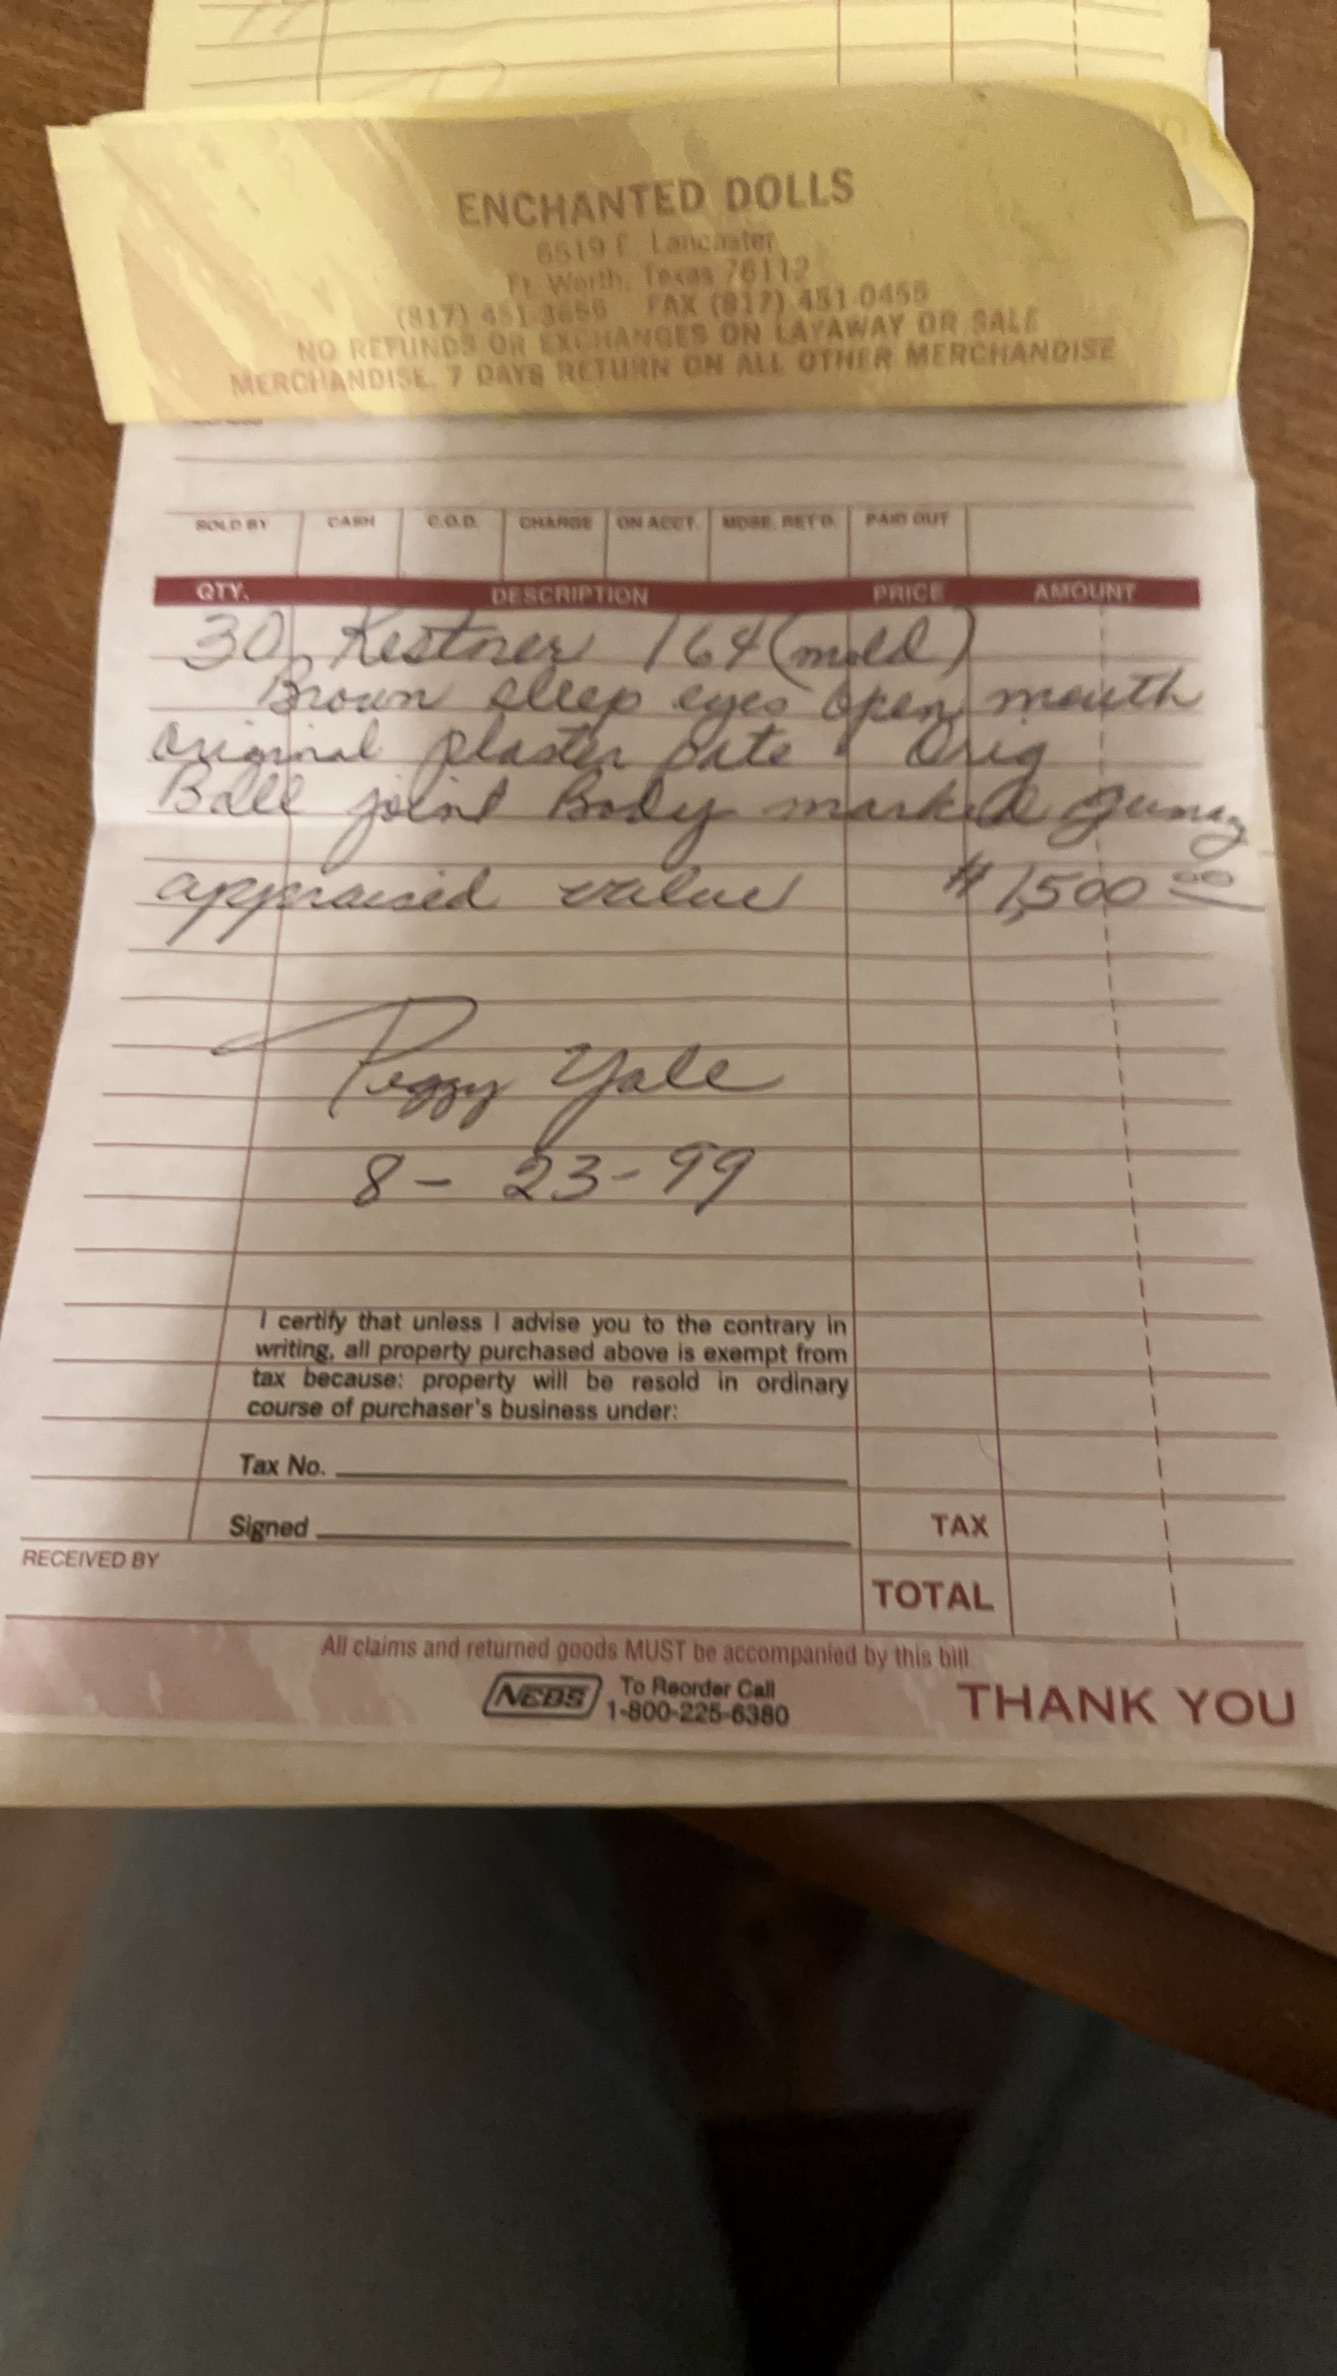 ENCHANTED DOLLS
6519 E. Lancaster
Ft. Worth, Texas 76112
(817) 451-3655 FAX (817) 451-0455
NO REFUNDS OR EXCHANGES ON LAYAWAY OR SALE
MERCHANDISE. 7 DAYS RETURN ON ALL OTHER MERCHANDISE
SOLD BY CASH C.O.D. CHARGE ON ACCT. MDSE. RET'D. PAID OUT
QTY. DESCRIPTION PRICE AMOUNT
30 Kestner 164 (mold)
Brown sleep eyes open mouth
original plaster pate Orig
Ball joint Body marked Germany
appraised value $1,500 00
Peggy Yale
8-23-99
I certify that unless I advise you to the contrary in
writing, all property purchased above is exempt from
tax because: property will be resold in ordinary
course of purchaser's business under:
Tax No.
Signed
TAX
RECEIVED BY
TOTAL
All claims and returned goods MUST be accompanied by this bill.
NEBS To Reorder Call
1-800-225-6380
THANK YOU